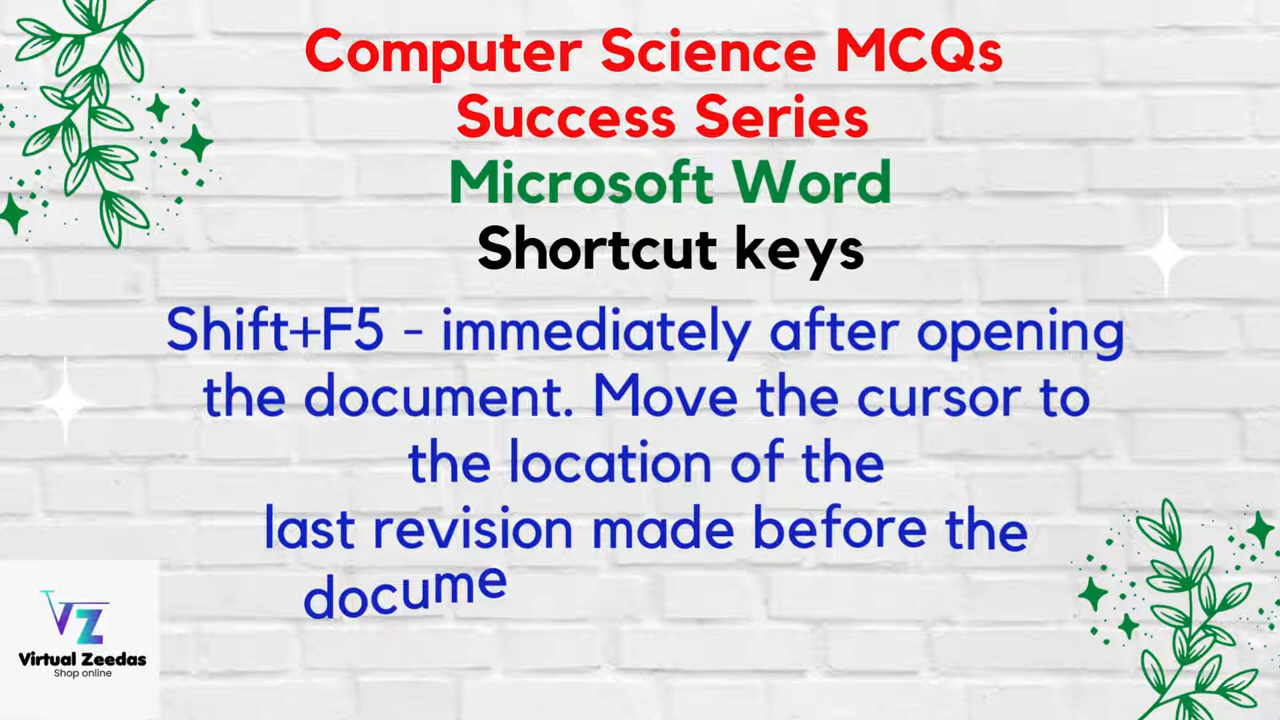 Computer Science MCQs
Success Series
Microsoft Word
Shortcut keys
Shift+F5 - immediately after opening
the document. Move the cursor to
the location of the
last revision made before the
docume
VZ
Virtual Zeedas
Shop online